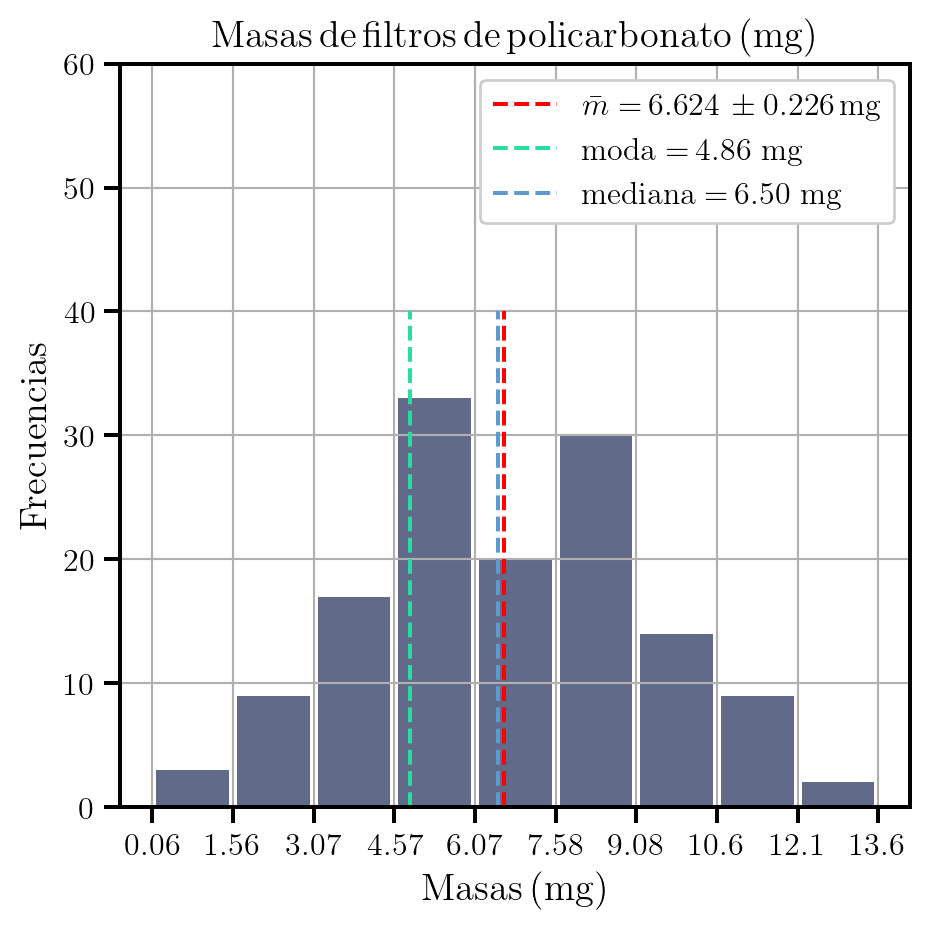 Masas de filtros de policarbonato (mg)
60
50
40
30
20
10
0
Frecuencias
m̄ = 6.624 ± 0.226 mg
moda = 4.86 mg
mediana = 6.50 mg
0.06 1.56 3.07 4.57 6.07 7.58 9.08 10.6 12.1 13.6
Masas (mg)